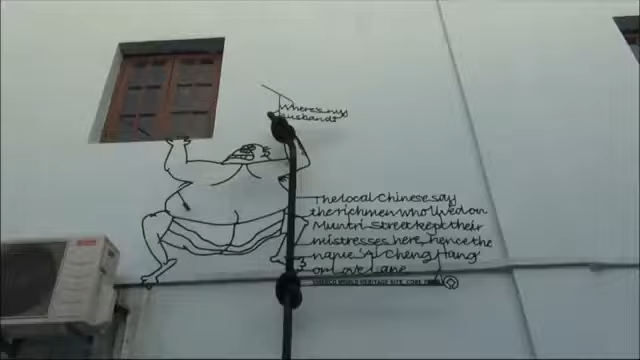 Where's my
husband?
The local Chinese say
the rich men who lived on
Muntri Street kept their
mistresses here, hence the
name 'Ai Cheng Hang'
or Love Lane